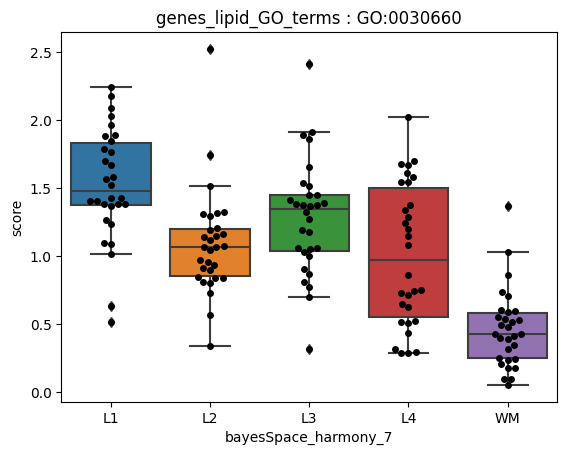 genes_lipid_GO_terms : GO:0030660
2.5
2.0
1.5
1.0
0.5
0.0
score
L1 L2 L3 L4 WM
bayesSpace_harmony_7